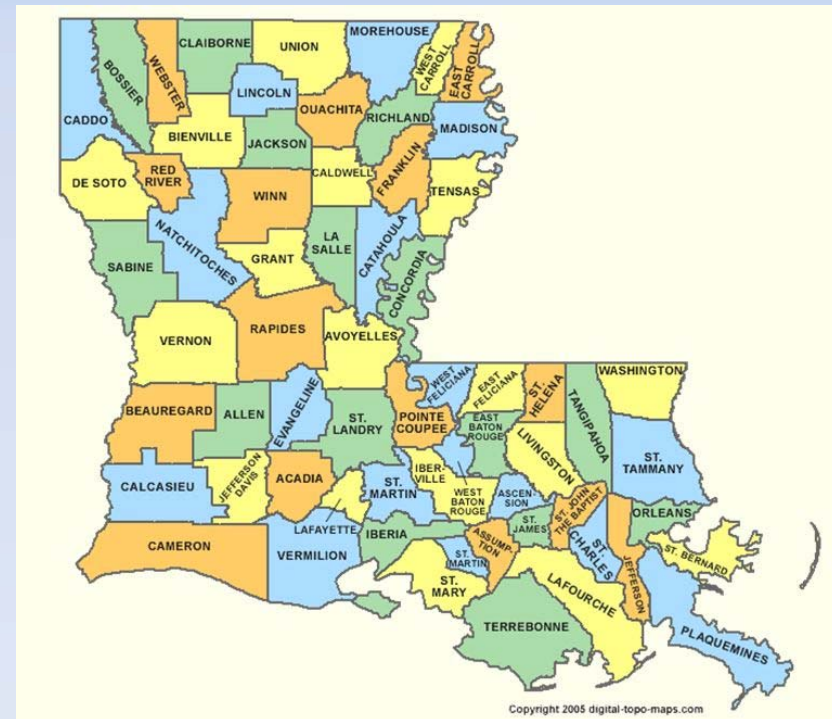 MOREHOUSE
CLAIBORNE
UNION
WEST
CARROLL
EAST
CARROLL
BOSSIER
WEBSTER
LINCOLN
OUACHITA
RICHLAND
CADDO
MADISON
BIENVILLE
JACKSON
FRANKLIN
CALDWELL
DE SOTO
RED
RIVER
WINN
TENSAS
NATCHITOCHES
LA
SALLE
CATAHOULA
SABINE
GRANT
CONCORDIA
VERNON
RAPIDES
AVOYELLES
WEST
FELICIANA
EAST
FELICIANA
ST.
HELENA
WASHINGTON
TANGIPAHOA
BEAUREGARD
ALLEN
EVANGELINE
ST.
LANDRY
POINTE
COUPEE
EAST
BATON
ROUGE
LIVINGSTON
ST.
TAMMANY
CALCASIEU
JEFFERSON
DAVIS
ACADIA
ST.
MARTIN
IBER-
VILLE
WEST
BATON
ROUGE
ASCEN-
SION
ST. JOHN
THE BAPTIST
ORLEANS
LAFAYETTE
ST.
JAMES
CAMERON
VERMILION
IBERIA
ASSUMP-
TION
ST.
CHARLES
JEFFERSON
ST. BERNARD
ST.
MARTIN
ST.
MARY
LAFOURCHE
TERREBONNE
PLAQUEMINES
Copyright 2005 digital-topo-maps.com